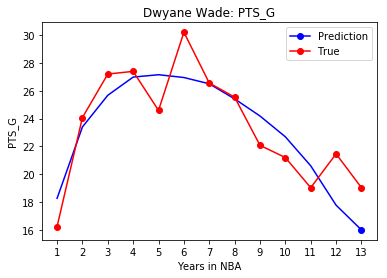 Dwyane Wade: PTS_G
Prediction
True
PTS_G
30
28
26
24
22
20
18
16
1 2 3 4 5 6 7 8 9 10 11 12 13
Years in NBA